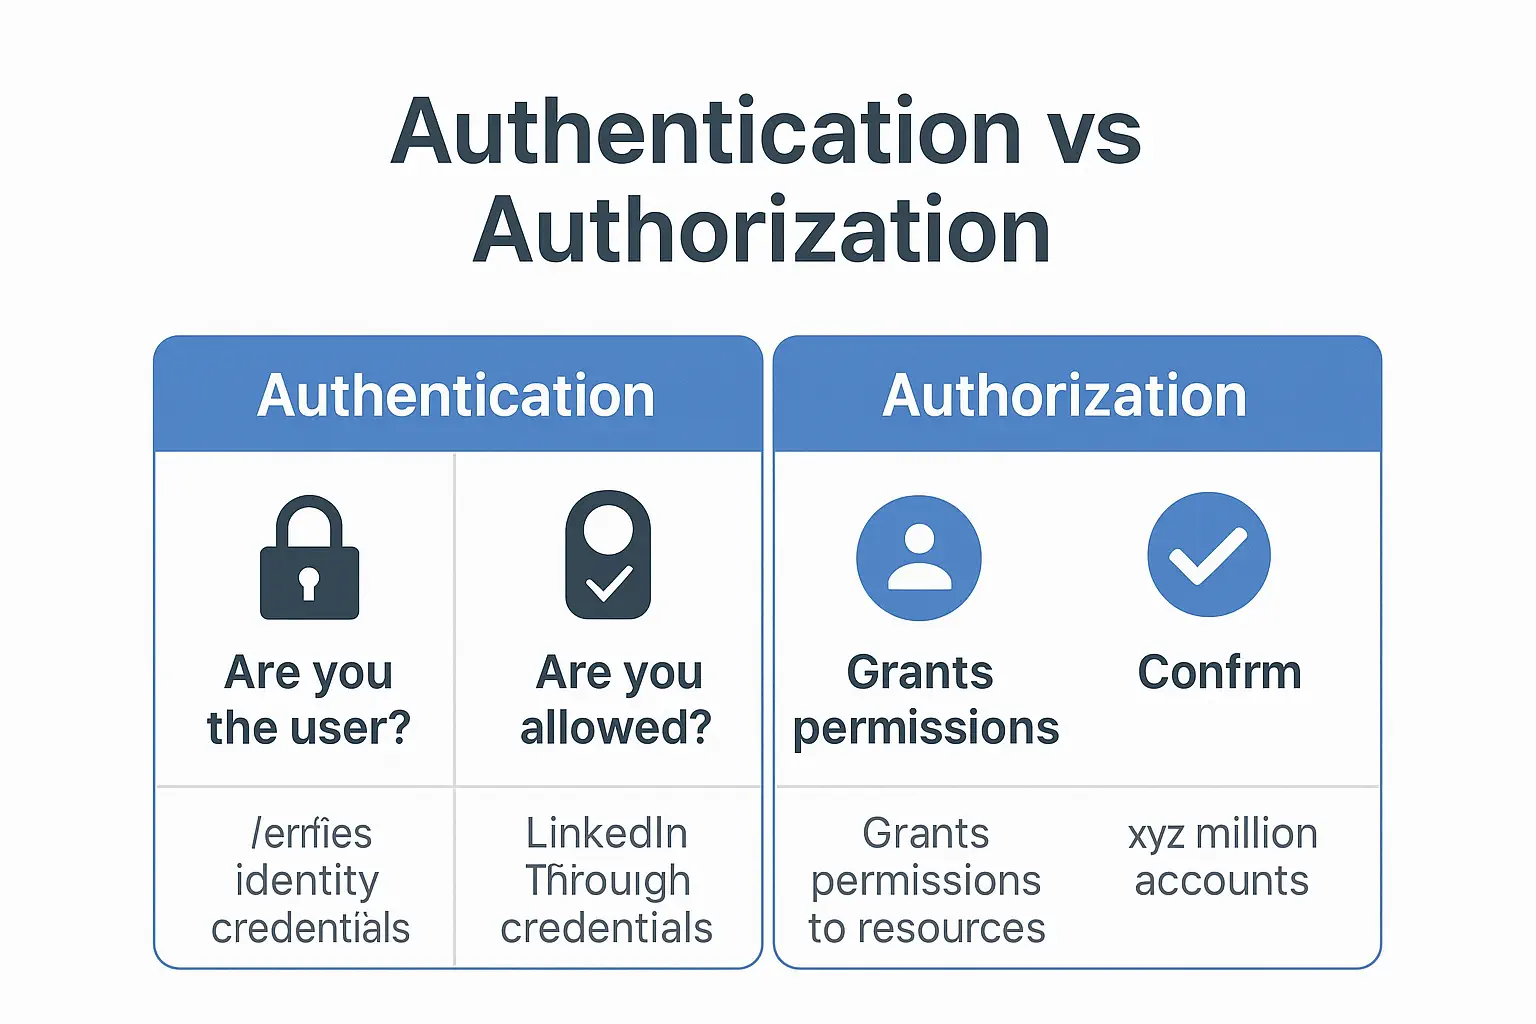 Authentication vs
Authorization
Authentication
Authorization
Are you
the user?
Are you
allowed?
Grants
permissions
Confrm
identity
credentials
LinkedIn
Through
credentials
Grants
permissions
to resources
xyz million
accounts